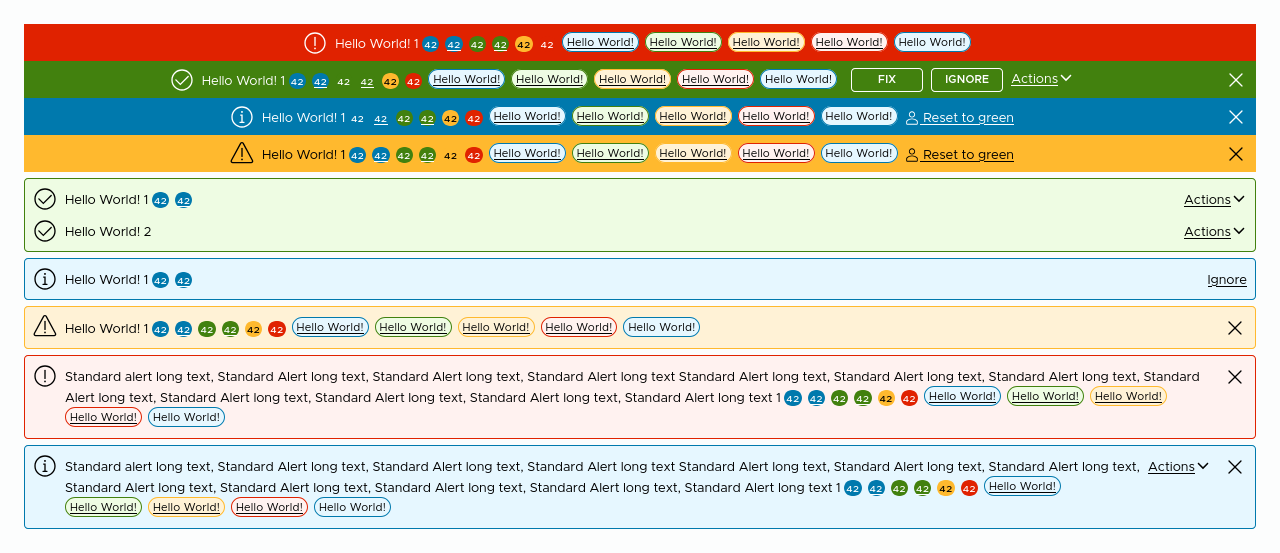 Hello World! 1 42 42 42 42 42 42 Hello World! Hello World! Hello World! Hello World! Hello World!
Hello World! 1 42 42 42 42 42 42 Hello World! Hello World! Hello World! Hello World! Hello World! FIX IGNORE Actions
Hello World! 1 42 42 42 42 42 42 Hello World! Hello World! Hello World! Hello World! Hello World! Reset to green
Hello World! 1 42 42 42 42 42 42 Hello World! Hello World! Hello World! Hello World! Hello World! Reset to green
Hello World! 1 42 42 Actions
Hello World! 2 Actions
Hello World! 1 42 42 Ignore
Hello World! 1 42 42 42 42 42 42 Hello World! Hello World! Hello World! Hello World! Hello World!
Standard alert long text, Standard Alert long text, Standard Alert long text, Standard Alert long text Standard Alert long text, Standard Alert long text, Standard Alert long text, Standard
Alert long text, Standard Alert long text, Standard Alert long text, Standard Alert long text, Standard Alert long text 1 42 42 42 42 42 42 Hello World! Hello World! Hello World!
Hello World! Hello World!
Standard alert long text, Standard Alert long text, Standard Alert long text, Standard Alert long text Standard Alert long text, Standard Alert long text, Standard Alert long text, Actions
Standard Alert long text, Standard Alert long text, Standard Alert long text, Standard Alert long text, Standard Alert long text 1 42 42 42 42 42 42 Hello World!
Hello World! Hello World! Hello World! Hello World!